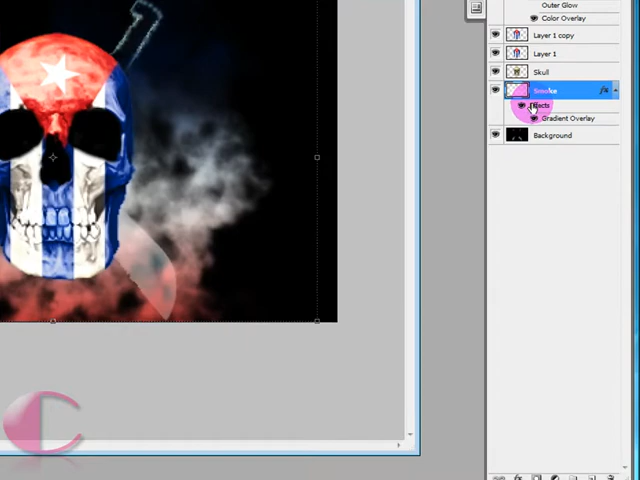 Outer Glow
Color Overlay
Layer 1 copy
Layer 1
Skull
Smoke
Effects
Gradient Overlay
Background
C